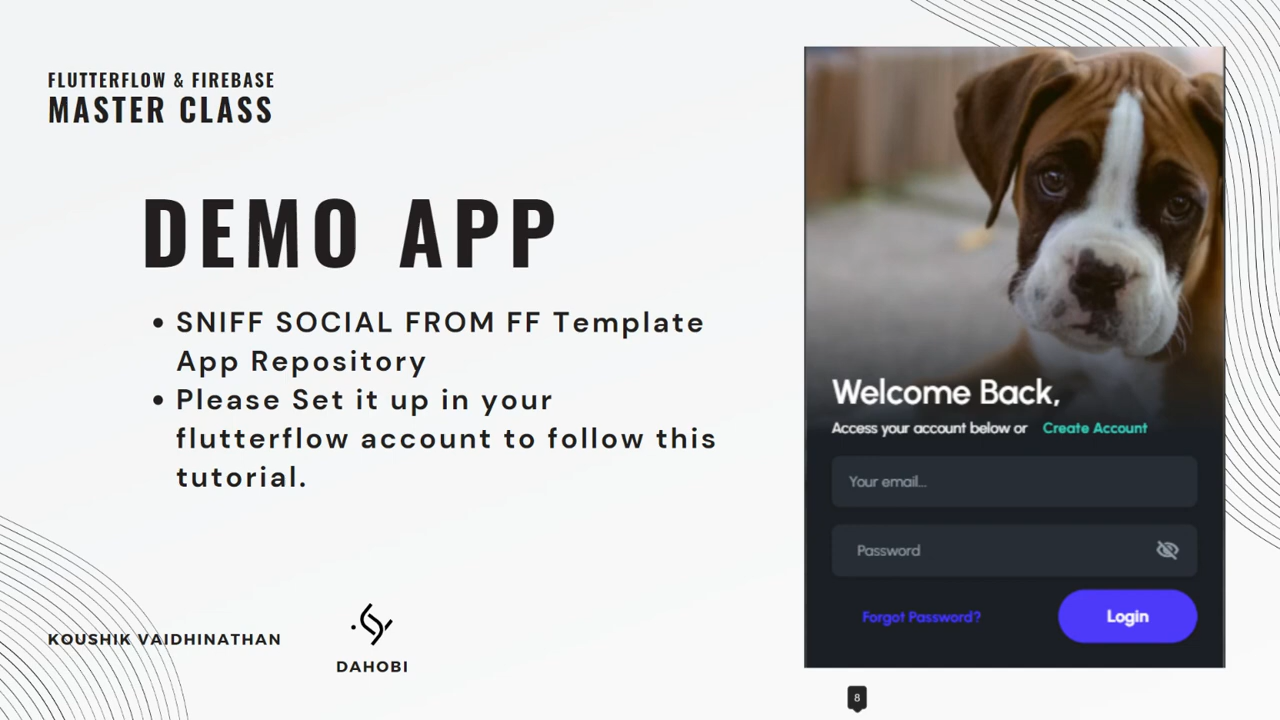 FLUTTERFLOW & FIREBASE
MASTER CLASS
DEMO APP
• SNIFF SOCIAL FROM FF Template
App Repository
• Please Set it up in your
flutterflow account to follow this
tutorial.
KOUSHIK VAIDHINATHAN
DAHOBI
Welcome Back,
Access your account below or Create Account
Your email...
Password
Forgot Password?
Login
8